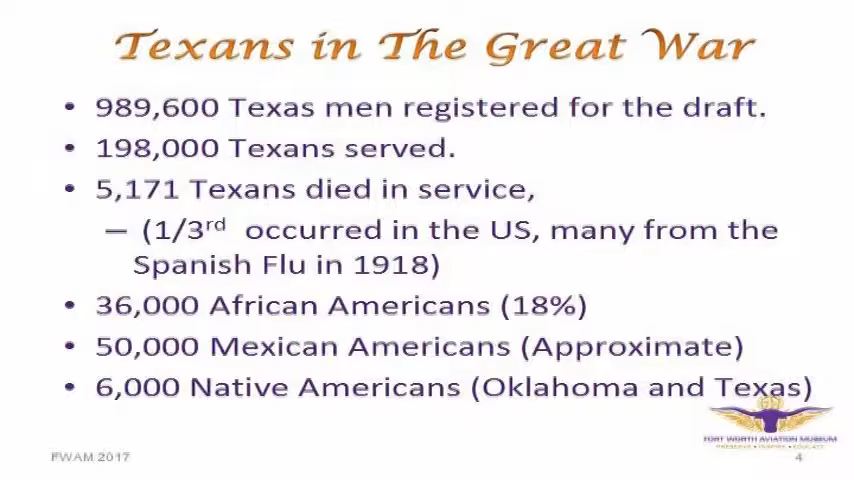 Texans in The Great War
• 989,600 Texas men registered for the draft.
• 198,000 Texans served.
• 5,171 Texans died in service,
– (1/3rd occurred in the US, many from the
Spanish Flu in 1918)
• 36,000 African Americans (18%)
• 50,000 Mexican Americans (Approximate)
• 6,000 Native Americans (Oklahoma and Texas)
FORT WORTH AVIATION MUSEUM
PRESERVE • INSPIRE • EDUCATE
FWAM 2017
4